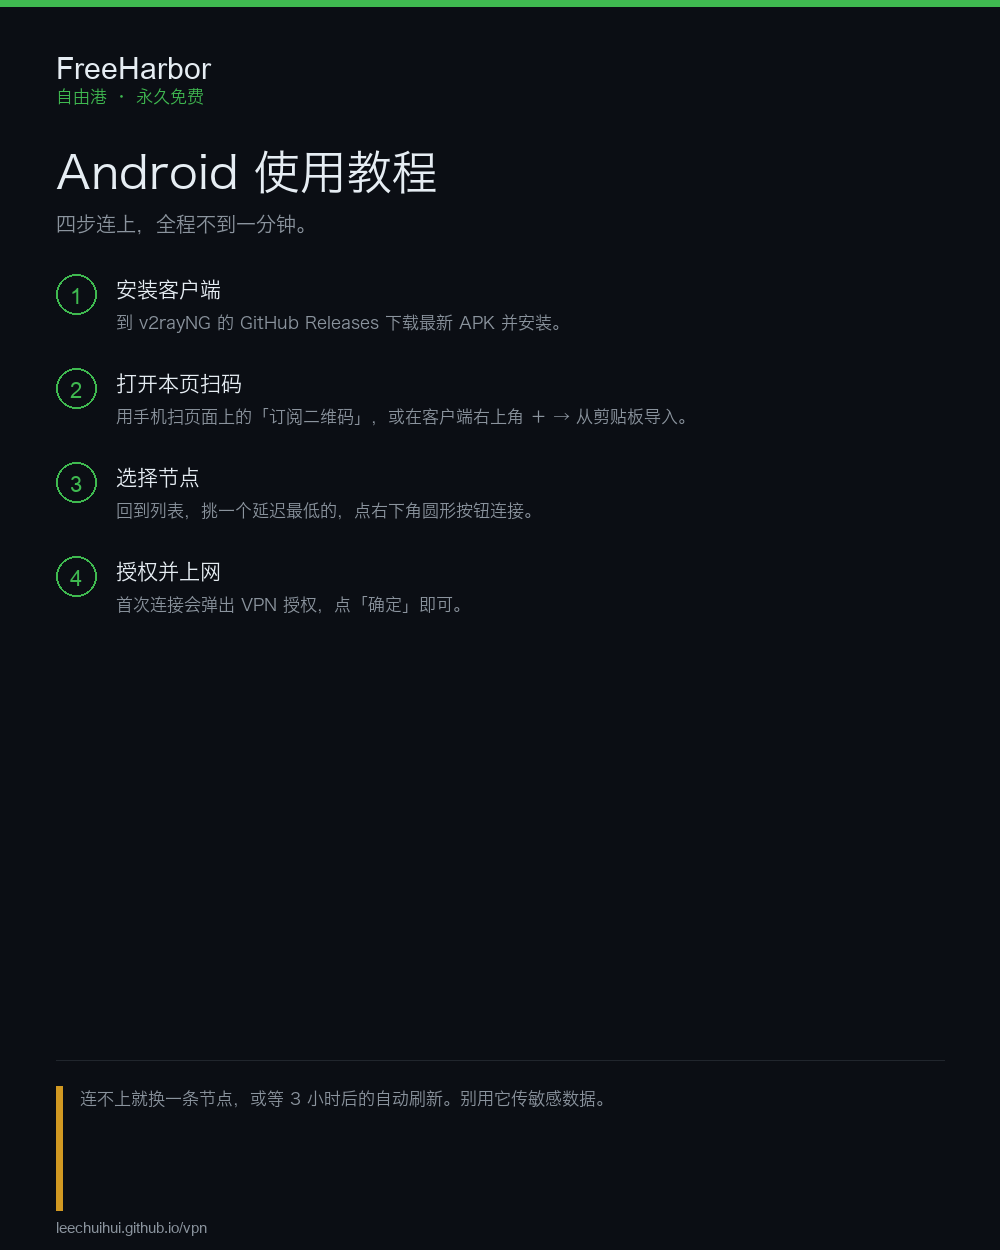 FreeHarbor
自由港 · 永久免费
Android 使用教程
四步连上，全程不到一分钟。
1
安装客户端
到 v2rayNG 的 GitHub Releases 下载最新 APK 并安装。
2
打开本页扫码
用手机扫页面上的「订阅二维码」，或在客户端右上角 ＋ → 从剪贴板导入。
3
选择节点
回到列表，挑一个延迟最低的，点右下角圆形按钮连接。
4
授权并上网
首次连接会弹出 VPN 授权，点「确定」即可。
连不上就换一条节点，或等 3 小时后的自动刷新。别用它传敏感数据。
leechuihui.github.io/vpn